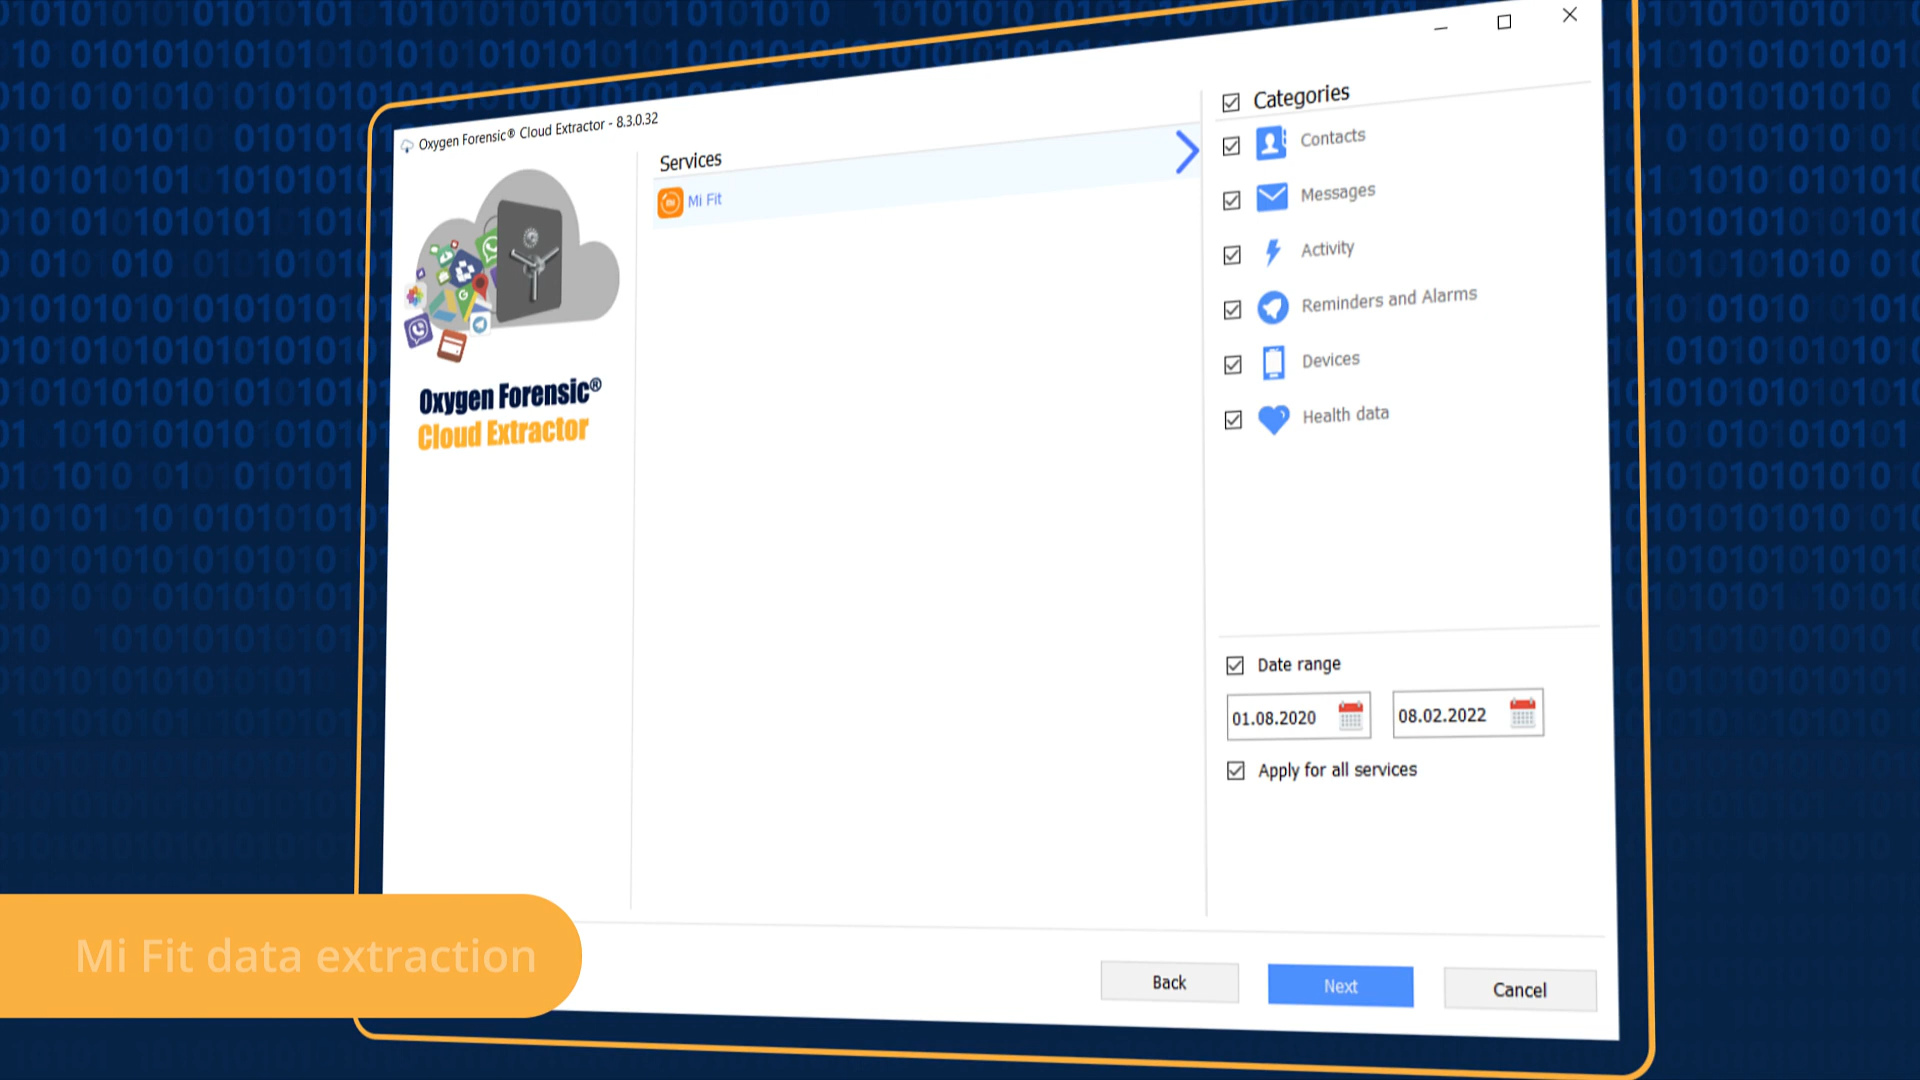 Oxygen Forensic® Cloud Extractor - 8.3.0.32
Oxygen Forensic®
Cloud Extractor
Services
Mi Fit
Categories
Contacts
Messages
Activity
Reminders and Alarms
Devices
Health data
Date range
01.08.2020
08.02.2022
Apply for all services
Back
Next
Cancel
Mi Fit data extraction